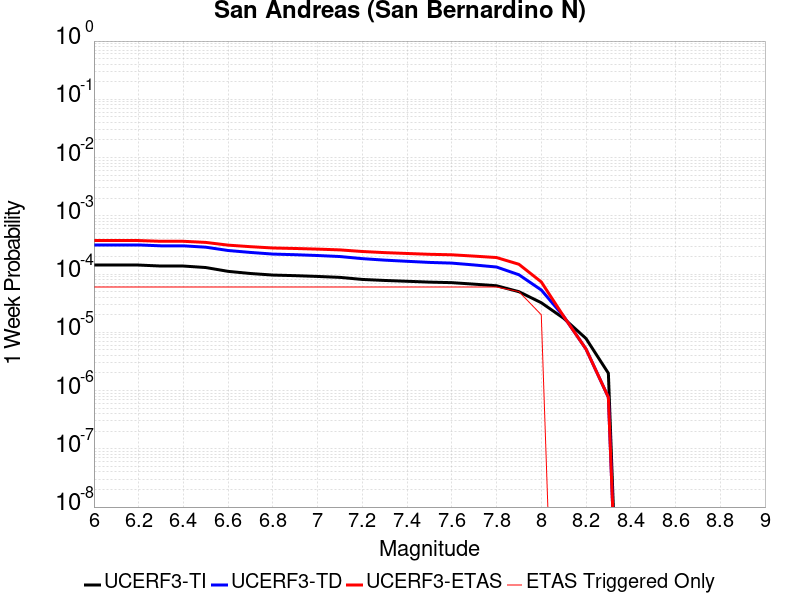 San Andreas (San Bernardino N)
10^0
10^-1
10^-2
10^-3
10^-4
10^-5
10^-6
10^-7
10^-8
1 Week Probability
6 6.2 6.4 6.6 6.8 7 7.2 7.4 7.6 7.8 8 8.2 8.4 8.6 8.8 9
Magnitude
UCERF3-TI UCERF3-TD UCERF3-ETAS ETAS Triggered Only